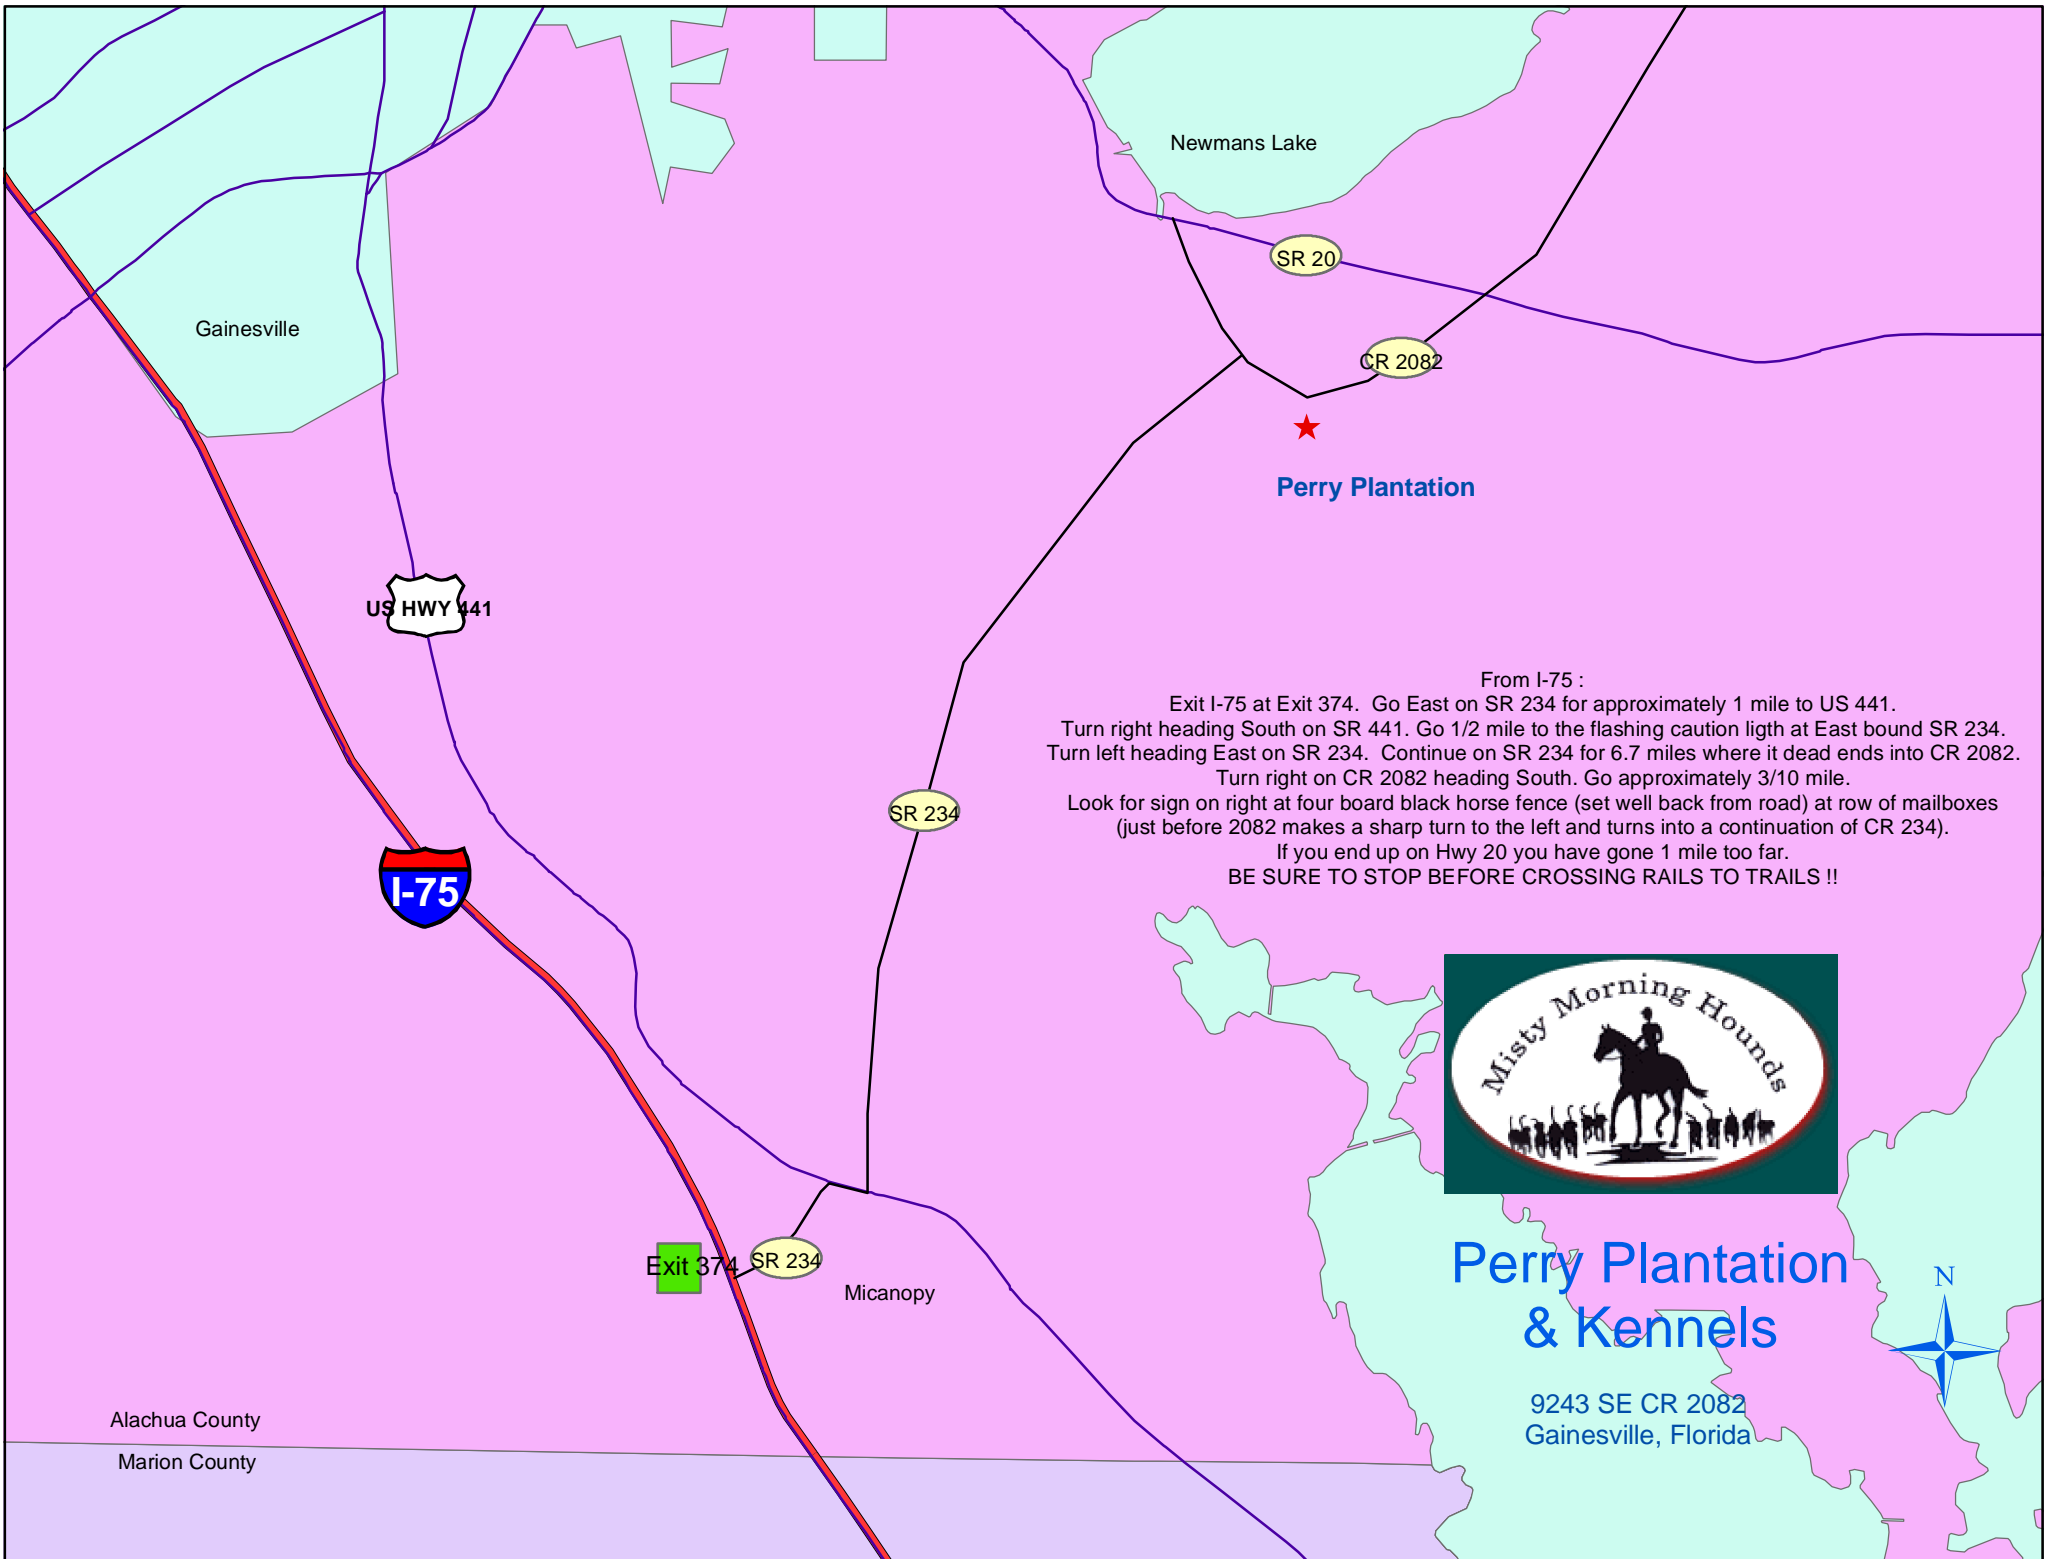 Newmans Lake
SR 20
Gainesville
CR 2082
Perry Plantation
US HWY 441
From I-75 :
Exit I-75 at Exit 374.  Go East on SR 234 for approximately 1 mile to US 441.
Turn right heading South on SR 441. Go 1/2 mile to the flashing caution ligth at East bound SR 234.
Turn left heading East on SR 234.  Continue on SR 234 for 6.7 miles where it dead ends into CR 2082.
Turn right on CR 2082 heading South. Go approximately 3/10 mile.
Look for sign on right at four board black horse fence (set well back from road) at row of mailboxes
(just before 2082 makes a sharp turn to the left and turns into a continuation of CR 234).
If you end up on Hwy 20 you have gone 1 mile too far.
BE SURE TO STOP BEFORE CROSSING RAILS TO TRAILS !!
SR 234
I-75
Misty Morning Hounds
Exit 374
SR 234
Micanopy
Perry Plantation
& Kennels
N
9243 SE CR 2082
Gainesville, Florida
Alachua County
Marion County